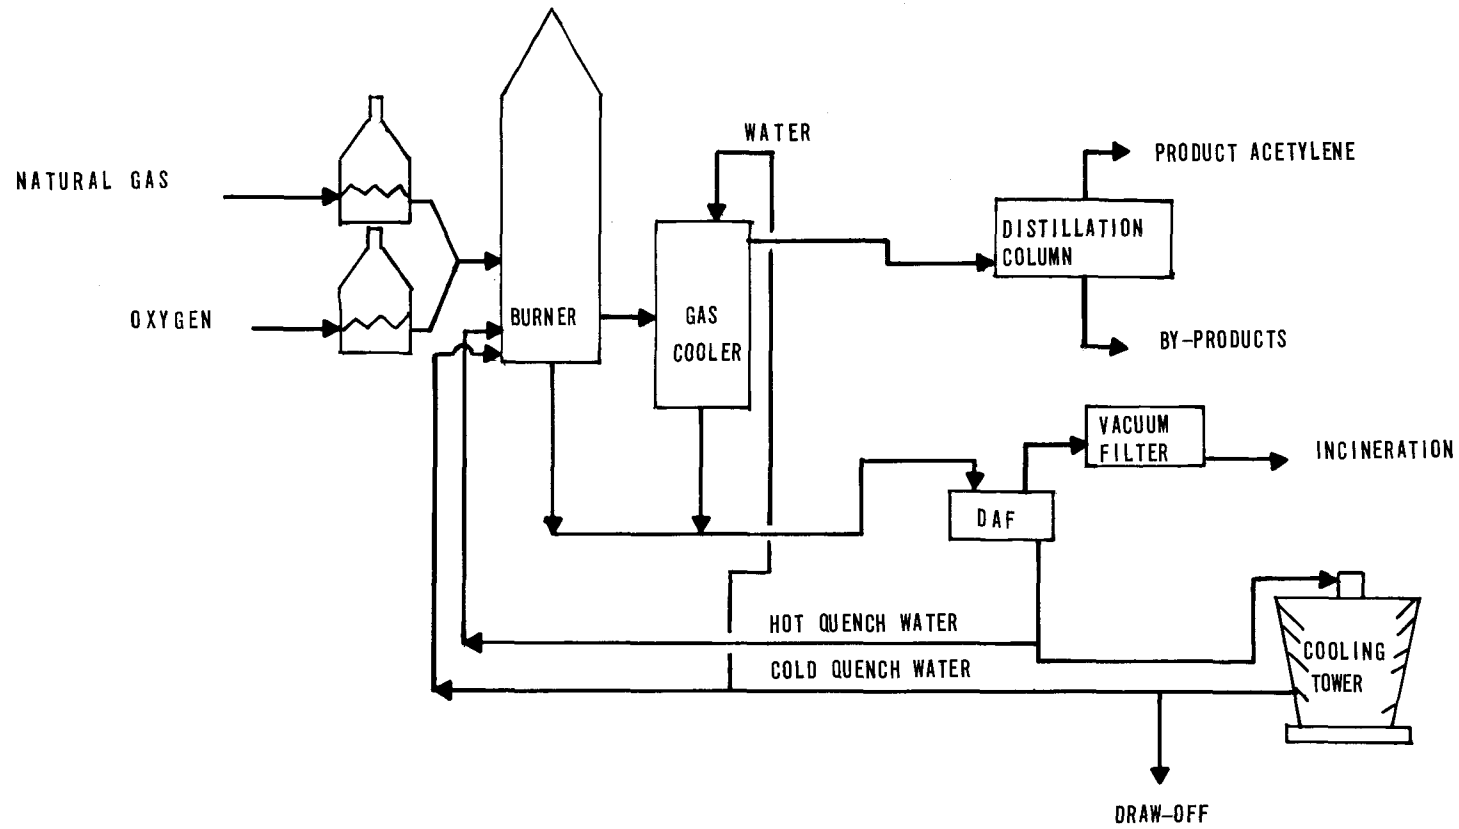 WATER
PRODUCT ACETYLENE
NATURAL GAS
DISTILLATION
COLUMN
OXYGEN
BURNER
GAS
COOLER
BY-PRODUCTS
VACUUM
FILTER
INCINERATION
DAF
HOT QUENCH WATER
COLD QUENCH WATER
COOLING
TOWER
DRAW-OFF